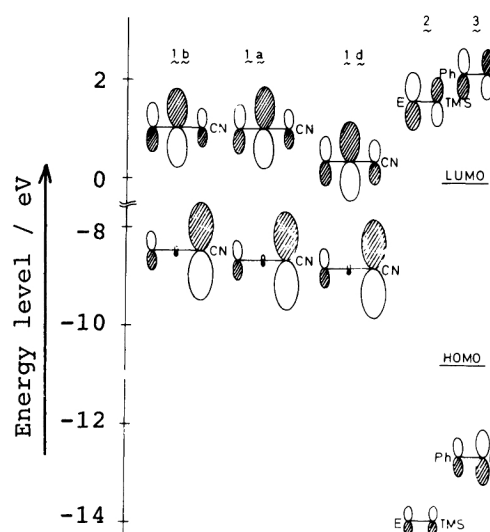 1b 1a 1d 2 3
Ph
2
E TMS
CN CN
CN
0
LUMO
-8
CN CN CN
-10
HOMO
-12
Ph
-14
E TMS
Energy level / eV